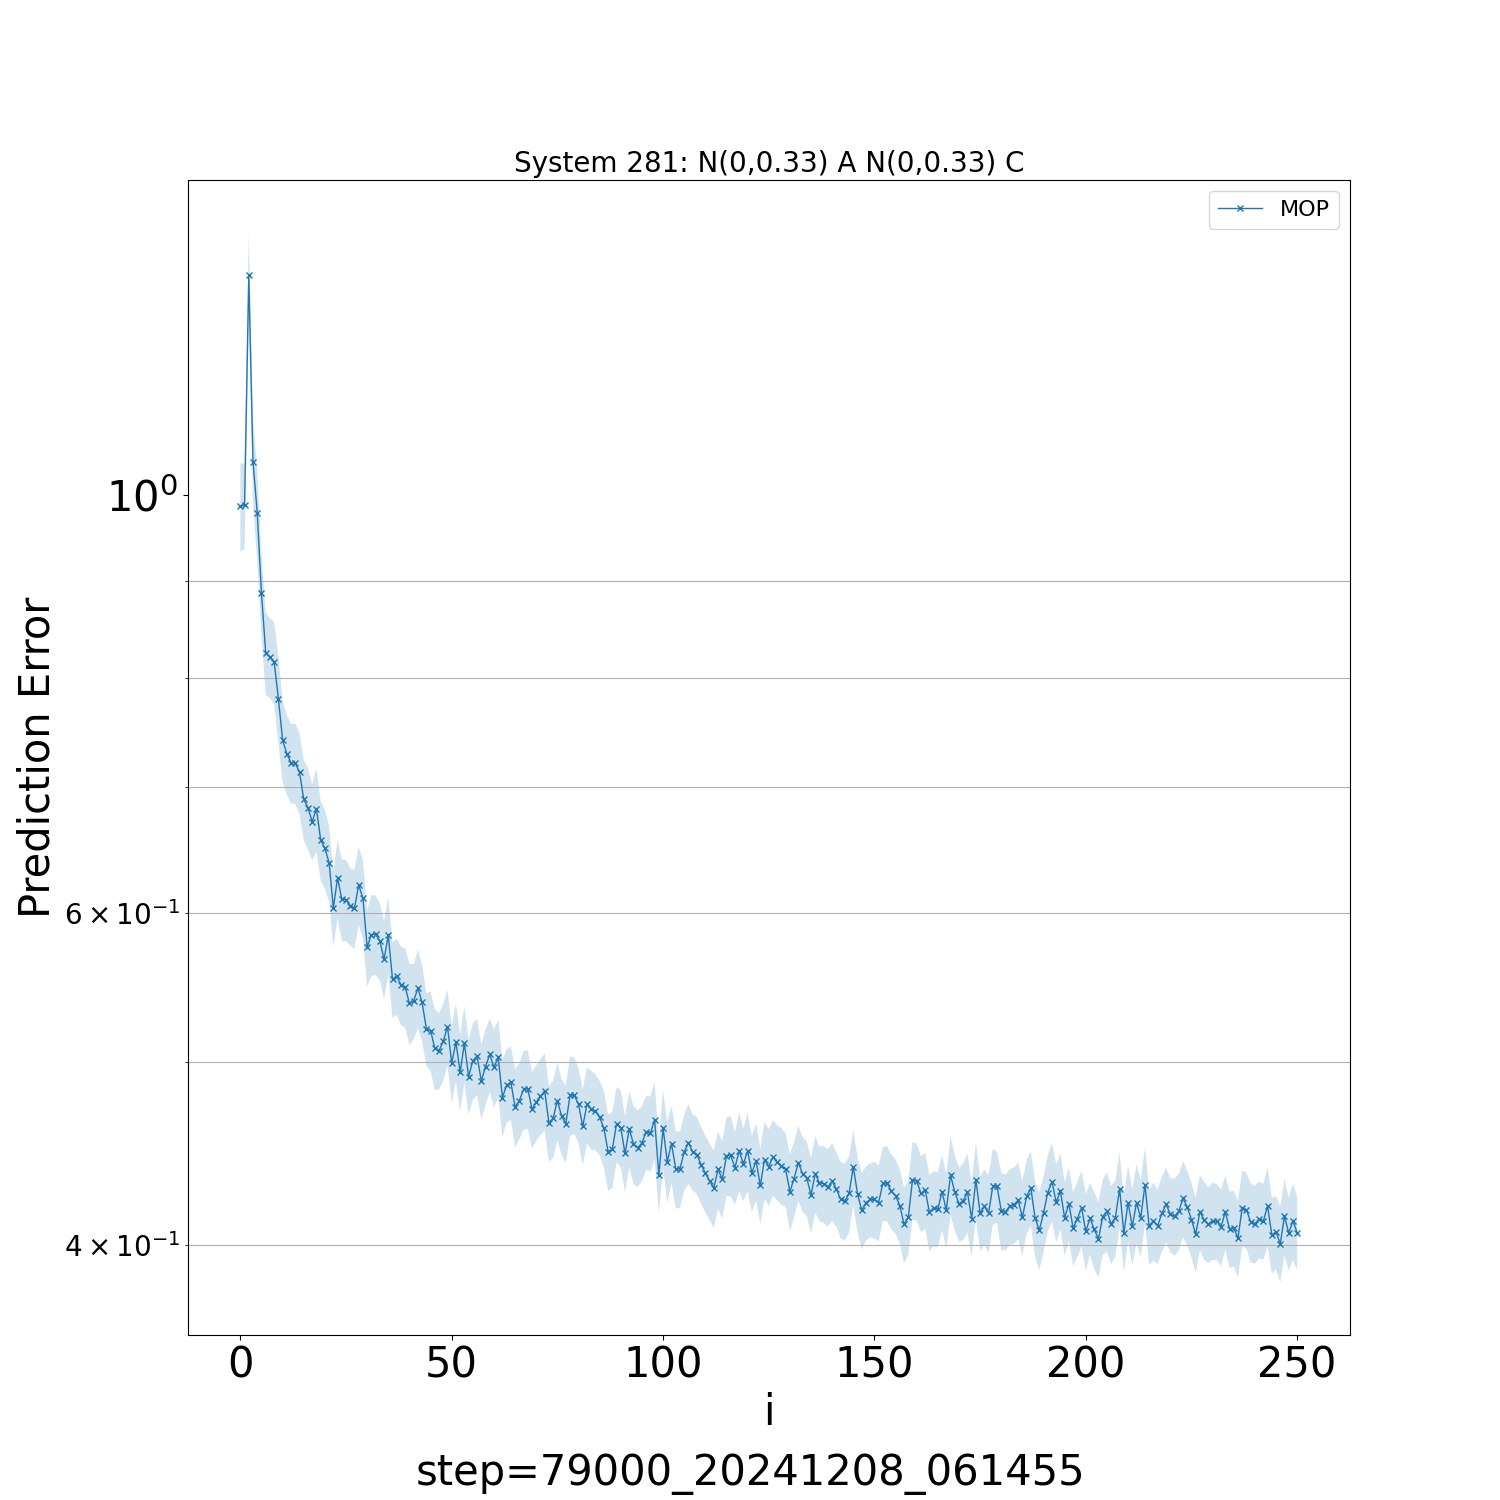 System 281: N(0,0.33) A N(0,0.33) C
MOP
10⁰
6 × 10⁻¹
4 × 10⁻¹
Prediction Error
0 50 100 150 200 250
i
step=79000_20241208_061455